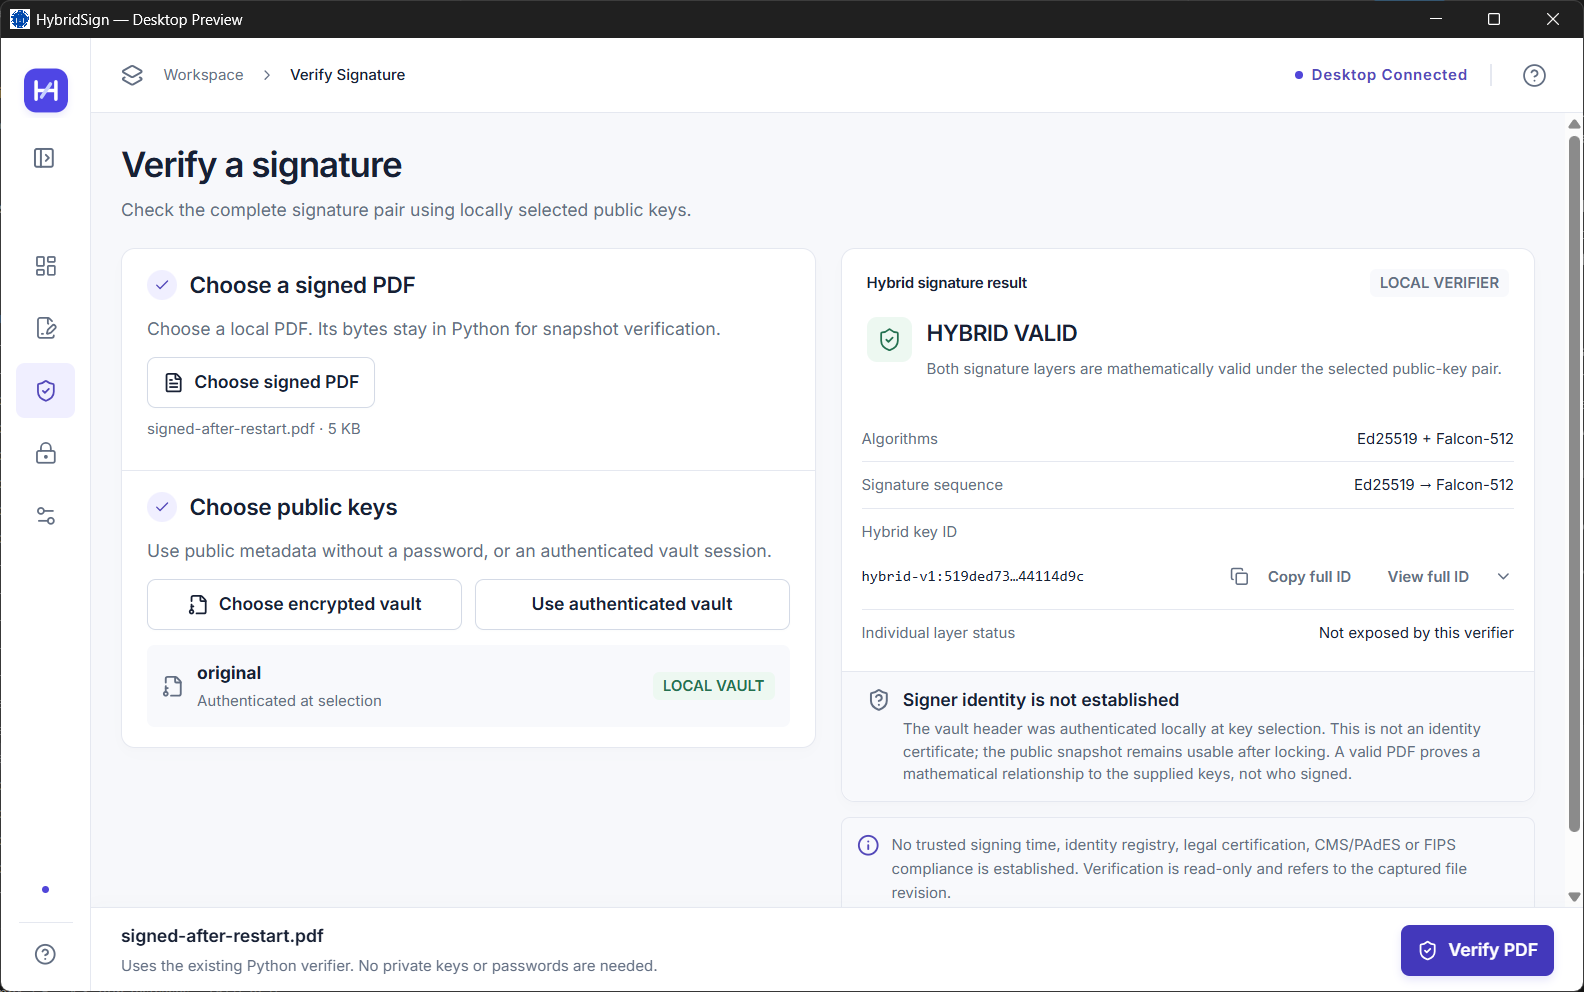 HybridSign — Desktop Preview
Workspace > Verify Signature
Desktop Connected
Verify a signature
Check the complete signature pair using locally selected public keys.
Choose a signed PDF
Choose a local PDF. Its bytes stay in Python for snapshot verification.
Choose signed PDF
signed-after-restart.pdf · 5 KB
Choose public keys
Use public metadata without a password, or an authenticated vault session.
Choose encrypted vault
Use authenticated vault
original
Authenticated at selection
LOCAL VAULT
Hybrid signature result
LOCAL VERIFIER
HYBRID VALID
Both signature layers are mathematically valid under the selected public-key pair.
Algorithms
Ed25519 + Falcon-512
Signature sequence
Ed25519 → Falcon-512
Hybrid key ID
hybrid-v1:519ded73…44114d9c
Copy full ID
View full ID
Individual layer status
Not exposed by this verifier
Signer identity is not established
The vault header was authenticated locally at key selection. This is not an identity
certificate; the public snapshot remains usable after locking. A valid PDF proves a
mathematical relationship to the supplied keys, not who signed.
No trusted signing time, identity registry, legal certification, CMS/PAdES or FIPS
compliance is established. Verification is read-only and refers to the captured file
revision.
signed-after-restart.pdf
Uses the existing Python verifier. No private keys or passwords are needed.
Verify PDF